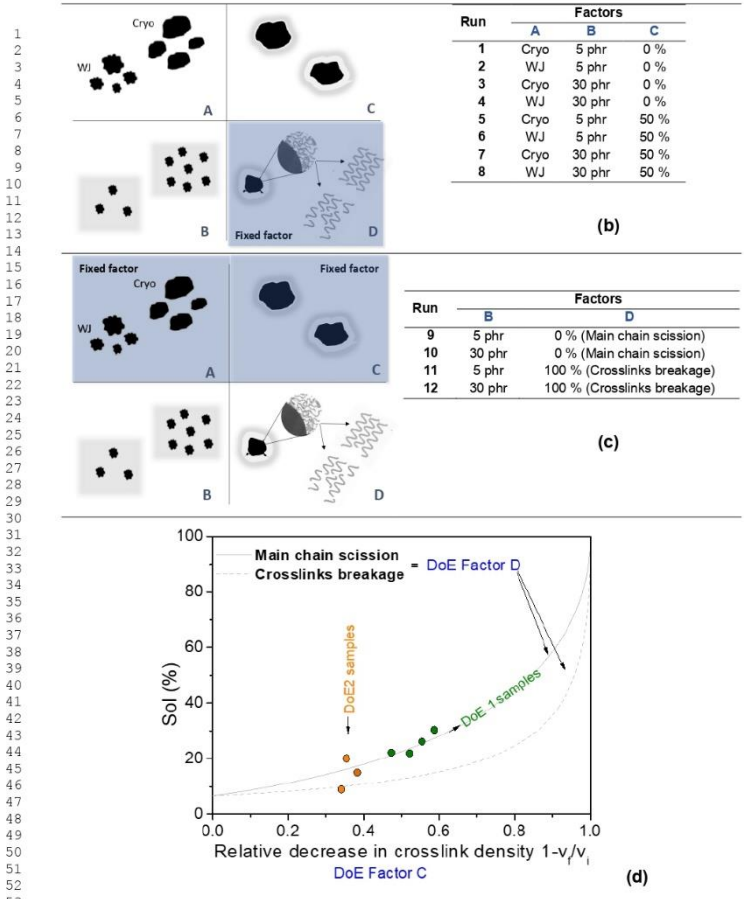 1
2
3
4
5
6
7
8
9
10
11
12
13
14
15
16
17
18
19
20
21
22
23
24
25
26
27
28
29
30
31
32
33
34
35
36
37
38
39
40
41
42
43
44
45
46
47
48
49
50
51
52
Cryo
WJ
A
C
B
Fixed factor
D
Run Factors
A B C
1 Cryo 5 phr 0 %
2 WJ 5 phr 0 %
3 Cryo 30 phr 0 %
4 WJ 30 phr 0 %
5 Cryo 5 phr 50 %
6 WJ 5 phr 50 %
7 Cryo 30 phr 50 %
8 WJ 30 phr 50 %
(b)
Fixed factor
Cryo
WJ
A
Fixed factor
C
B
D
Run Factors
B D
9 5 phr 0 % (Main chain scission)
10 30 phr 0 % (Main chain scission)
11 5 phr 100 % (Crosslinks breakage)
12 30 phr 100 % (Crosslinks breakage)
(c)
100
80
60
40
20
0
Sol (%)
Main chain scission
Crosslinks breakage
= DoE Factor D
DoE2 samples
DoE 1 samples
0.0 0.2 0.4 0.6 0.8 1.0
Relative decrease in crosslink density 1-νf/νi
DoE Factor C
(d)